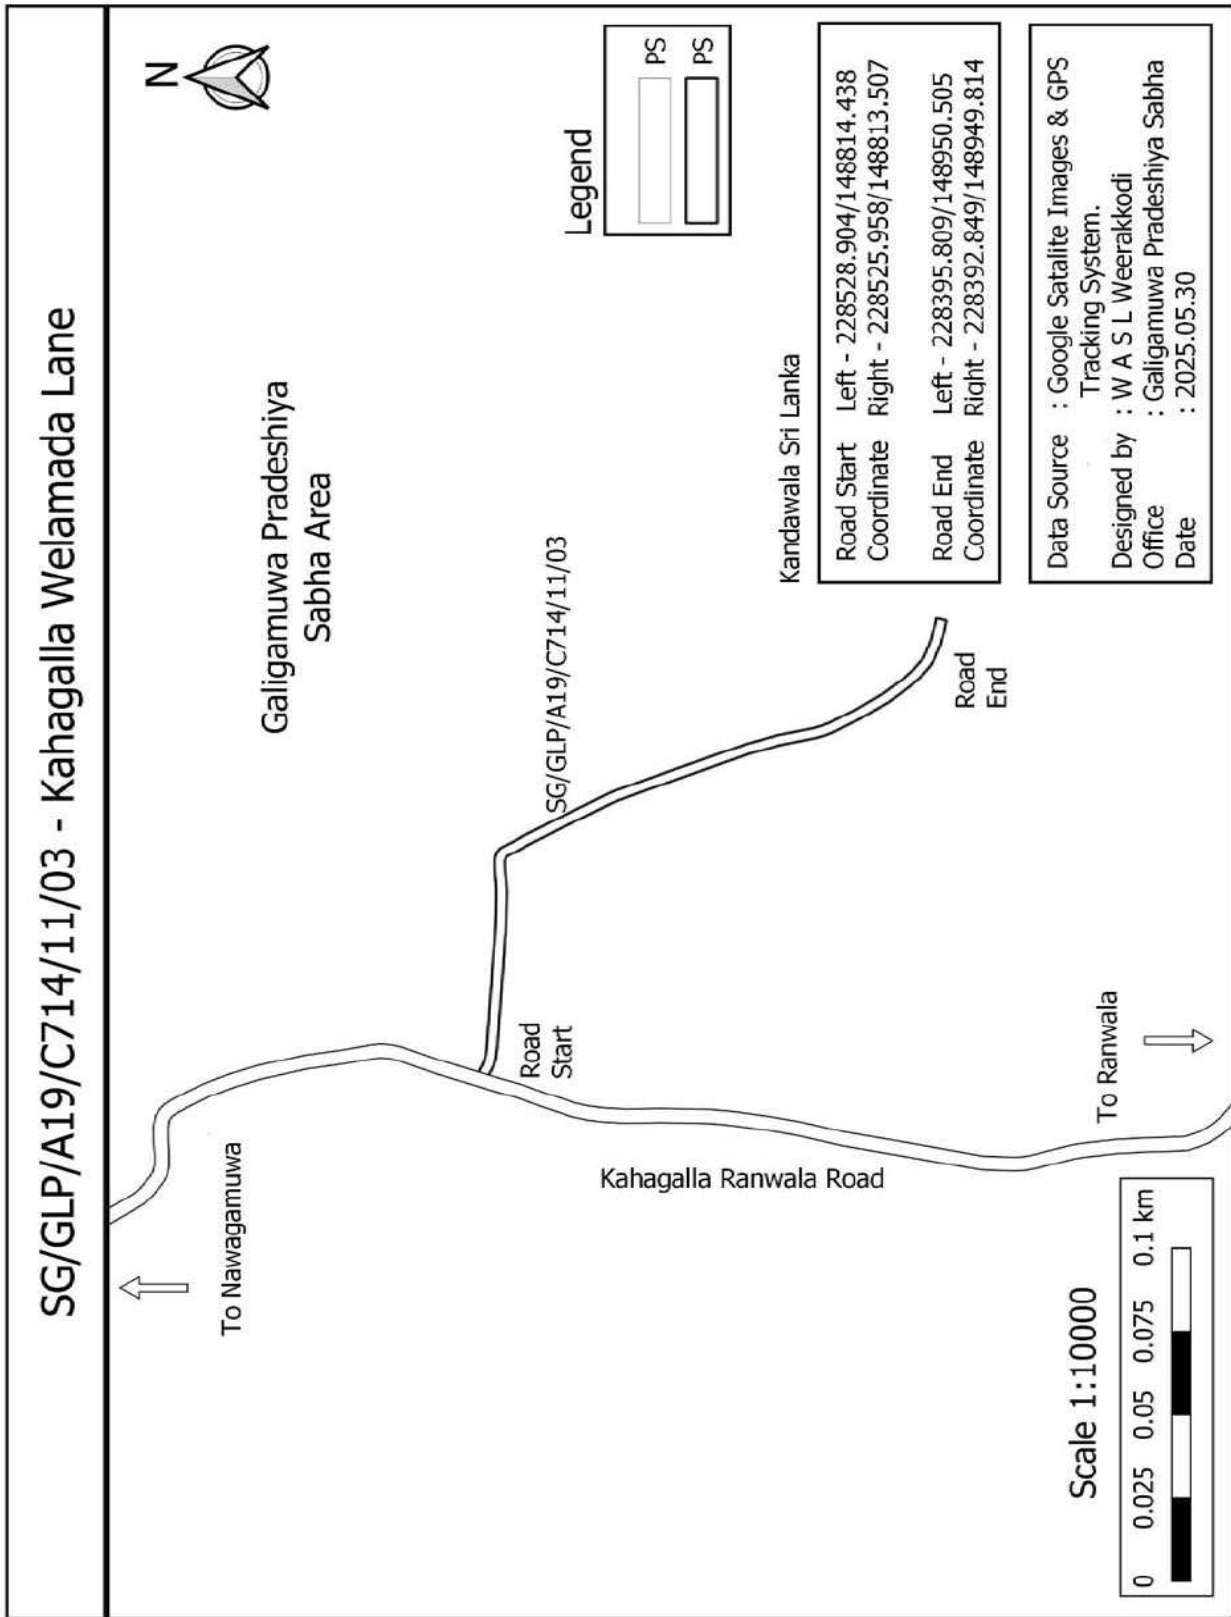 SG/GLP/A19/C714/11/03 - Kahagalla Welamada Lane
N
To Nawagamuwa
Galigamuwa Pradeshiya
Sabha Area
Legend
PS
PS
SG/GLP/A19/C714/11/03
Road
Start
Kahagalla Ranwala Road
Road
End
Kandawala Sri Lanka
Road Start Left - 228528.904/148814.438
Coordinate Right - 228525.958/148813.507
Road End Left - 228395.809/148950.505
Coordinate Right - 228392.849/148949.814
To Ranwala
Scale 1:10000
0 0.025 0.05 0.075 0.1 km
Data Source : Google Satalite Images & GPS
Tracking System.
Designed by : W A S L Weerakkodi
Office : Galigamuwa Pradeshiya Sabha
Date : 2025.05.30